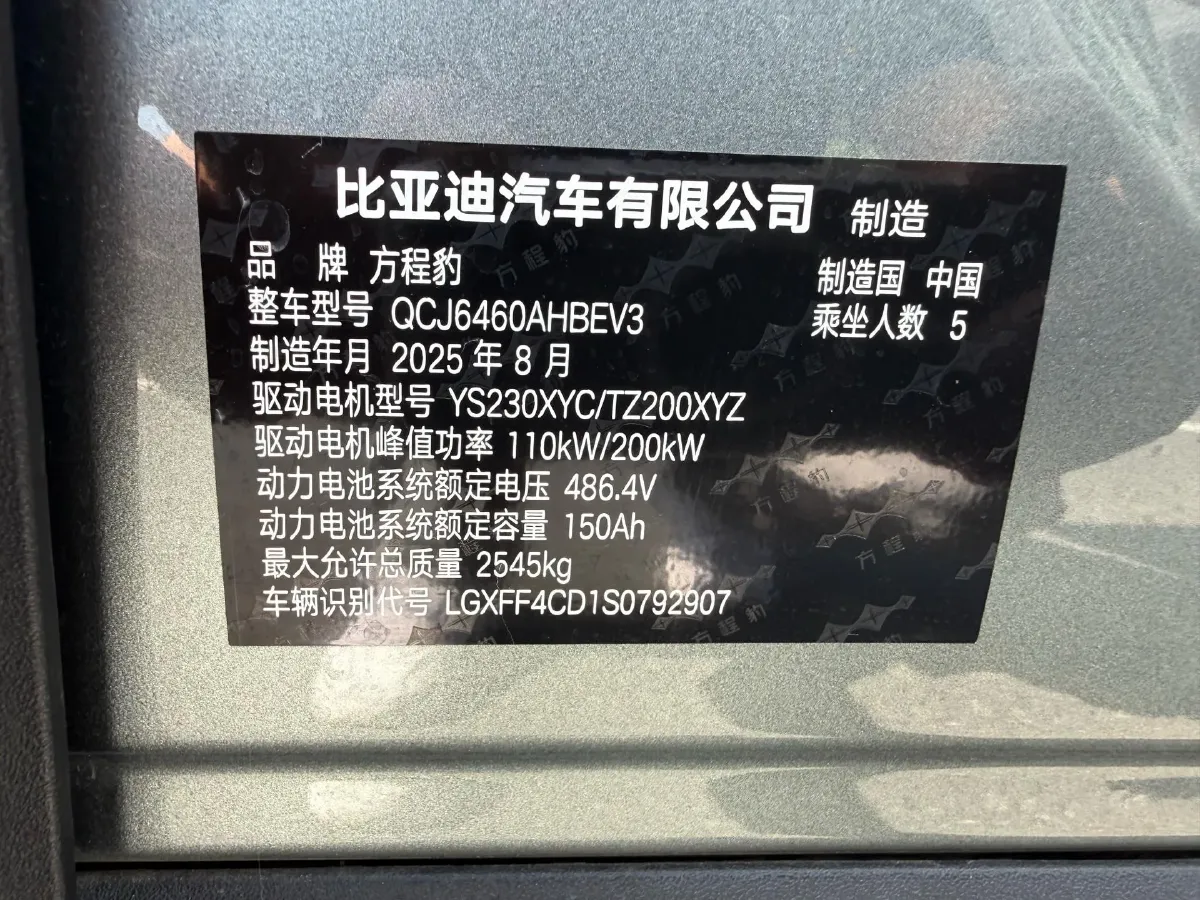 比亚迪汽车有限公司 制造
品 牌 方程豹
制造国 中国
整车型号 QCJ6460AHBEV3
乘坐人数 5
制造年月 2025 年 8 月
驱动电机型号 YS230XYC/TZ200XYZ
驱动电机峰值功率 110kW/200kW
动力电池系统额定电压 486.4V
动力电池系统额定容量 150Ah
最大允许总质量 2545kg
车辆识别代号 LGXFF4CD1S0792907